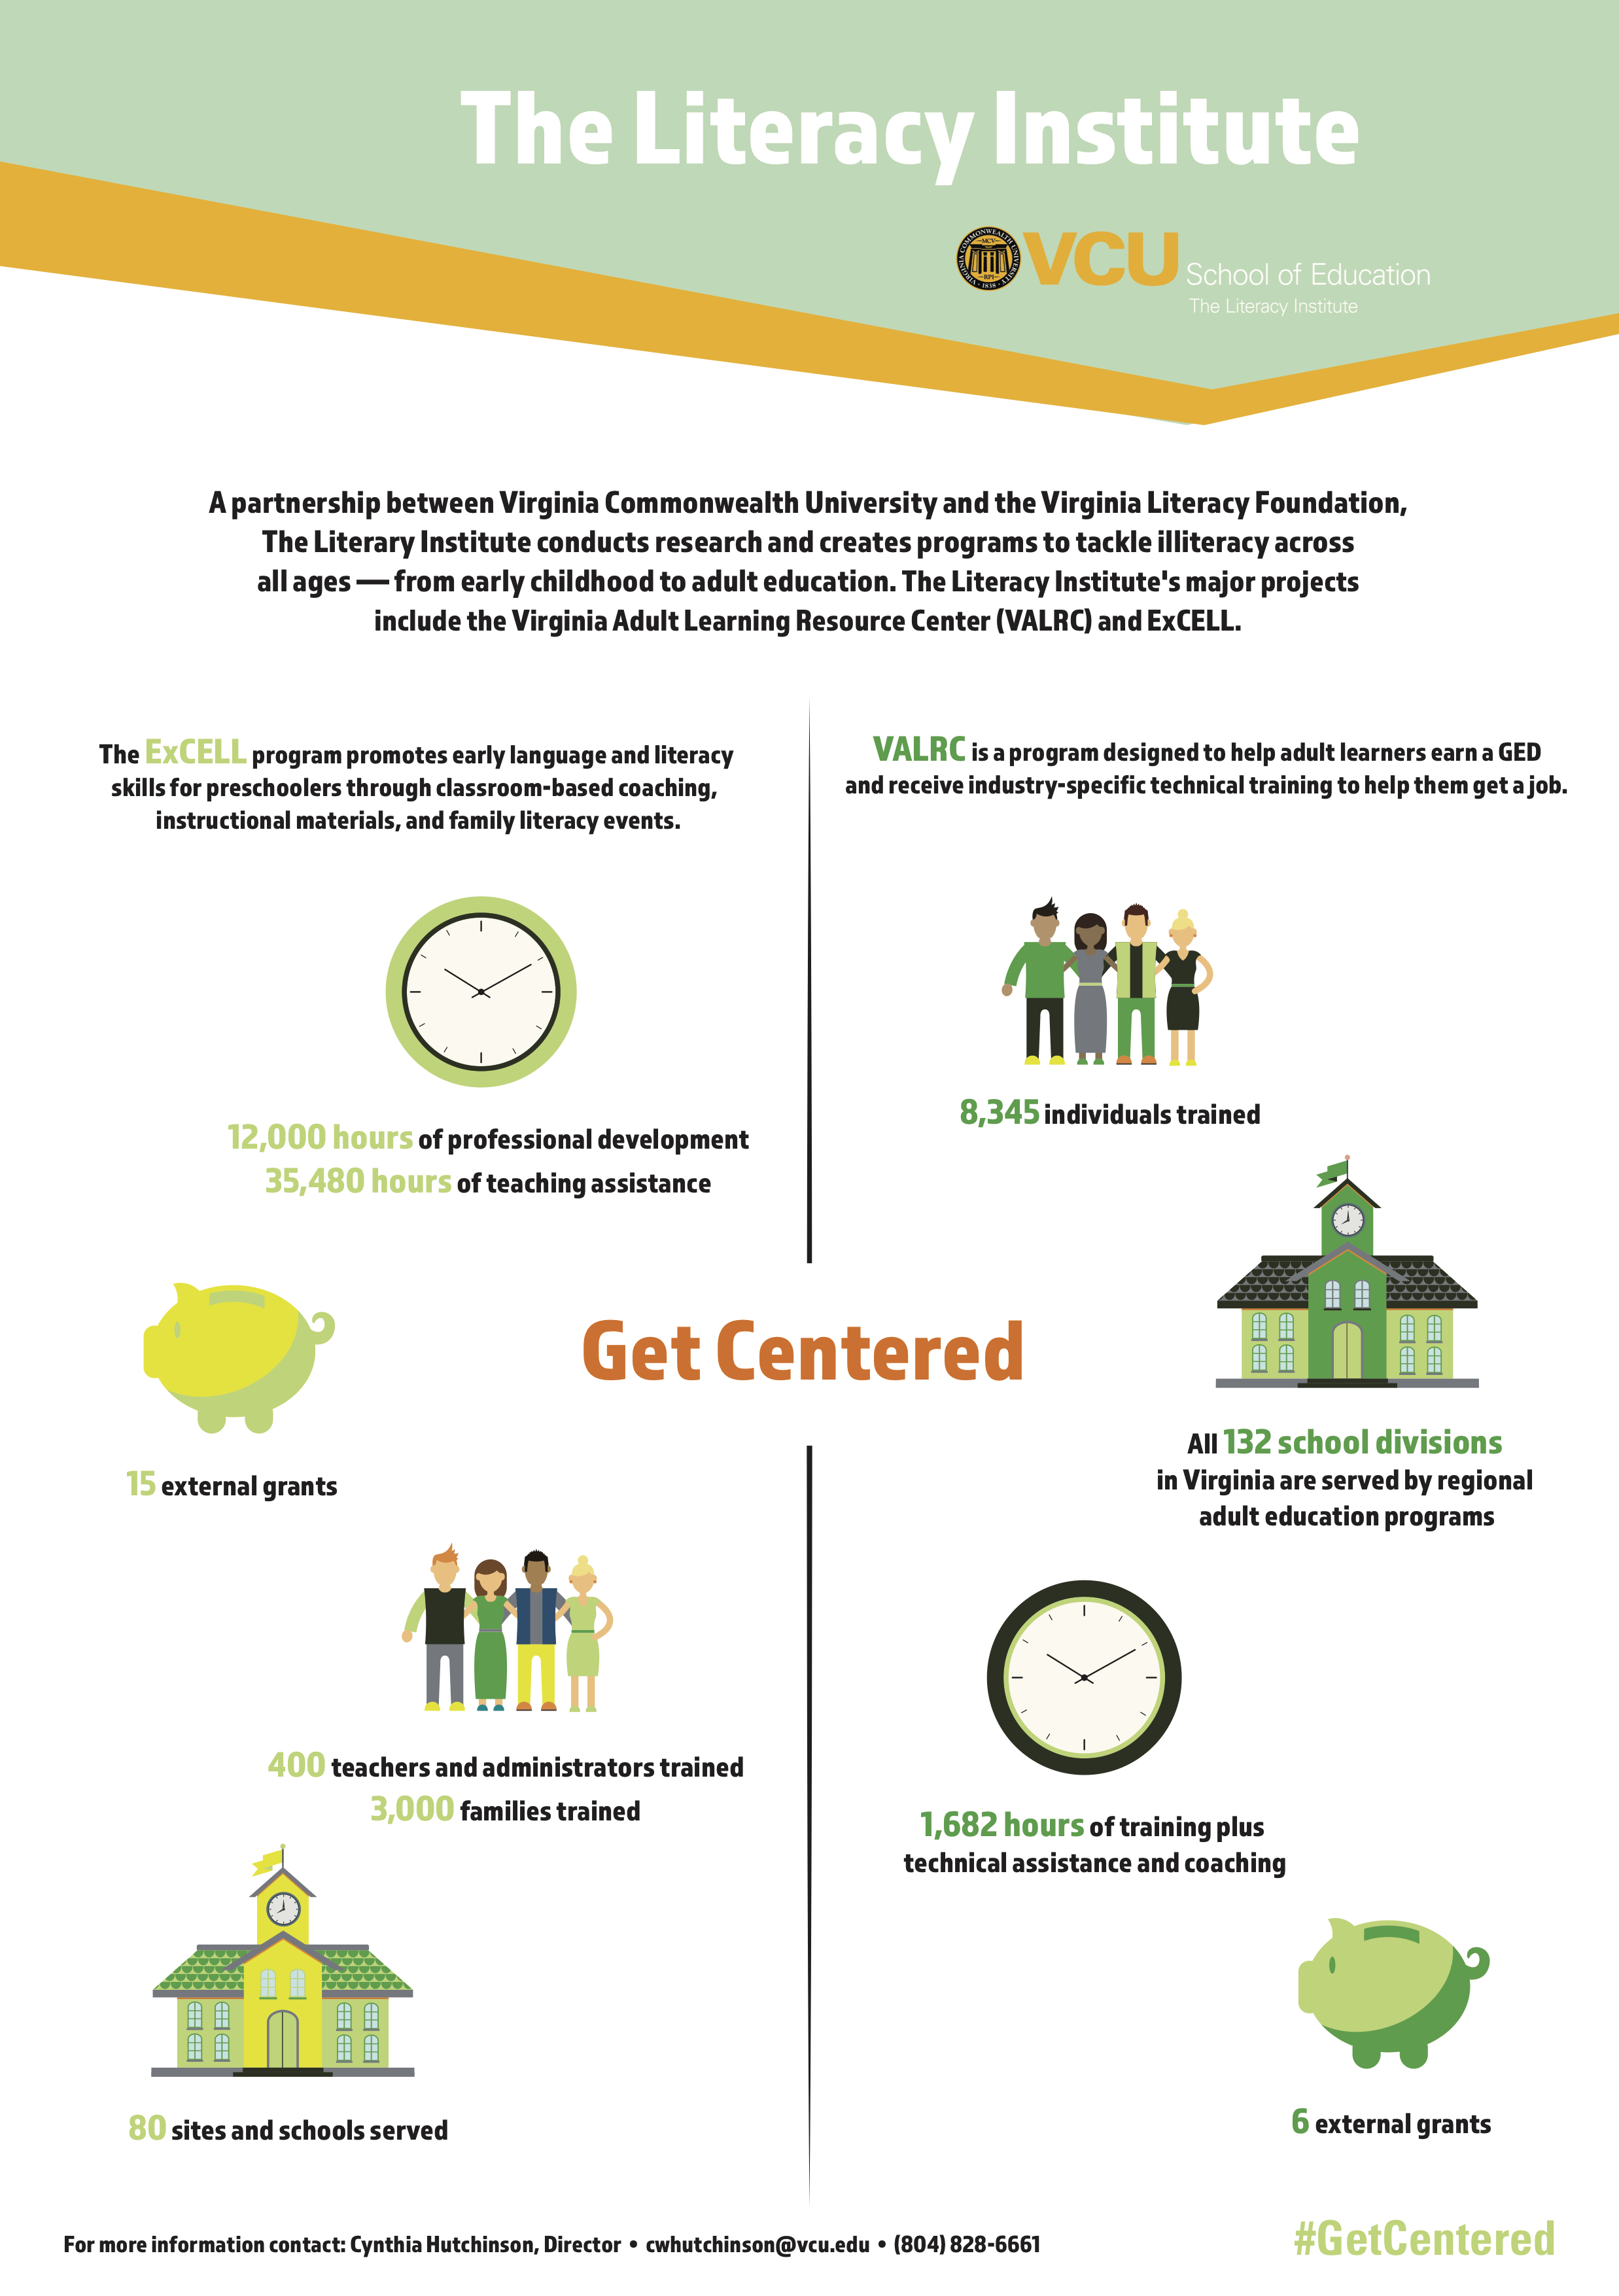 The Literacy Institute
VIRGINIA COMMONWEALTH UNIVERSITY
MCV
RPI
1838
VCU School of Education
The Literacy Institute
A partnership between Virginia Commonwealth University and the Virginia Literacy Foundation,
The Literary Institute conducts research and creates programs to tackle illiteracy across
all ages — from early childhood to adult education. The Literacy Institute's major projects
include the Virginia Adult Learning Resource Center (VALRC) and ExCELL.
The ExCELL program promotes early language and literacy
skills for preschoolers through classroom-based coaching,
instructional materials, and family literacy events.
12,000 hours of professional development
35,480 hours of teaching assistance
15 external grants
400 teachers and administrators trained
3,000 families trained
80 sites and schools served
Get Centered
VALRC is a program designed to help adult learners earn a GED
and receive industry-specific technical training to help them get a job.
8,345 individuals trained
All 132 school divisions
in Virginia are served by regional
adult education programs
1,682 hours of training plus
technical assistance and coaching
6 external grants
For more information contact: Cynthia Hutchinson, Director • cwhutchinson@vcu.edu • (804) 828-6661
#GetCentered